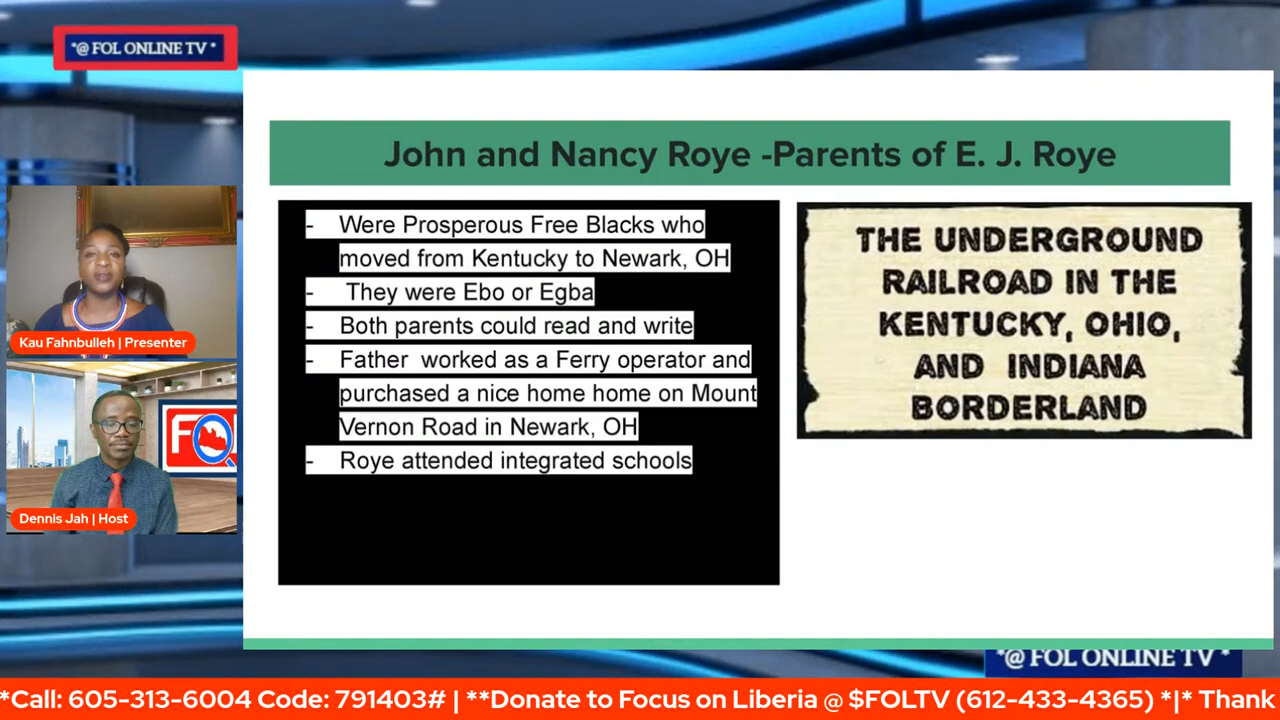 *@ FOL ONLINE TV *
John and Nancy Roye -Parents of E. J. Roye
- Were Prosperous Free Blacks who
moved from Kentucky to Newark, OH
- They were Ebo or Egba
- Both parents could read and write
- Father worked as a Ferry operator and
purchased a nice home home on Mount
Vernon Road in Newark, OH
- Roye attended integrated schools
THE UNDERGROUND
RAILROAD IN THE
KENTUCKY, OHIO,
AND INDIANA
BORDERLAND
Kau Fahnbulleh | Presenter
Dennis Jah | Host
*@ FOL ONLINE TV *
*Call: 605-313-6004 Code: 791403# | **Donate to Focus on Liberia @ $FOLTV (612-433-4365) *|* Thank